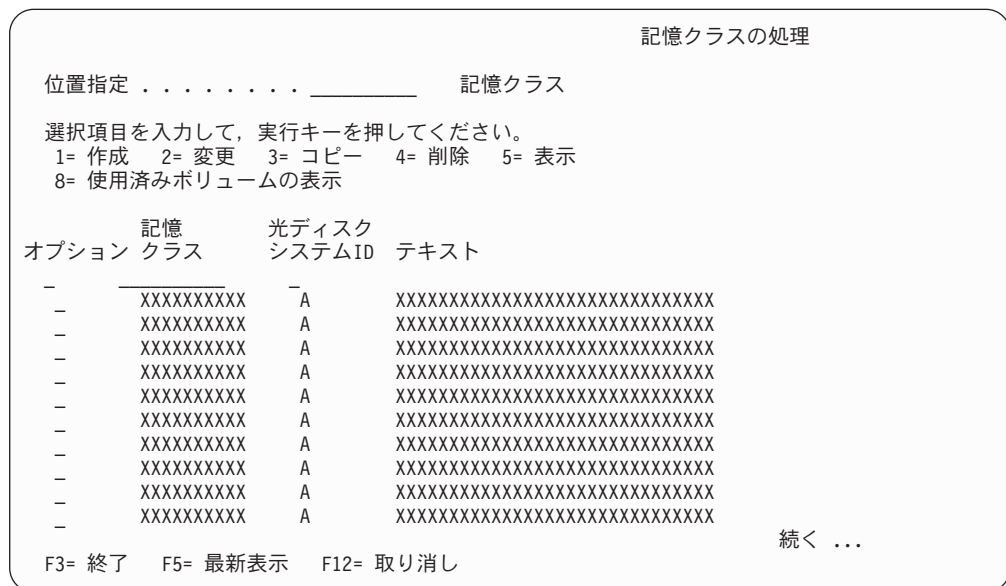 記憶クラスの処理
位置指定 . . . . . . . . __________ 記憶クラス
選択項目を入力して, 実行キーを押してください。
1= 作成 2= 変更 3= コピー 4= 削除 5= 表示
8= 使用済みボリュームの表示
記憶 光ディスク
オプション クラス システムID テキスト
_ __________ _
_ XXXXXXXXXX A XXXXXXXXXXXXXXXXXXXXXXXXXXXXXX
_ XXXXXXXXXX A XXXXXXXXXXXXXXXXXXXXXXXXXXXXXX
_ XXXXXXXXXX A XXXXXXXXXXXXXXXXXXXXXXXXXXXXXX
_ XXXXXXXXXX A XXXXXXXXXXXXXXXXXXXXXXXXXXXXXX
_ XXXXXXXXXX A XXXXXXXXXXXXXXXXXXXXXXXXXXXXXX
_ XXXXXXXXXX A XXXXXXXXXXXXXXXXXXXXXXXXXXXXXX
_ XXXXXXXXXX A XXXXXXXXXXXXXXXXXXXXXXXXXXXXXX
_ XXXXXXXXXX A XXXXXXXXXXXXXXXXXXXXXXXXXXXXXX
_ XXXXXXXXXX A XXXXXXXXXXXXXXXXXXXXXXXXXXXXXX
_ XXXXXXXXXX A XXXXXXXXXXXXXXXXXXXXXXXXXXXXXX
続く ...
F3= 終了 F5= 最新表示 F12= 取り消し